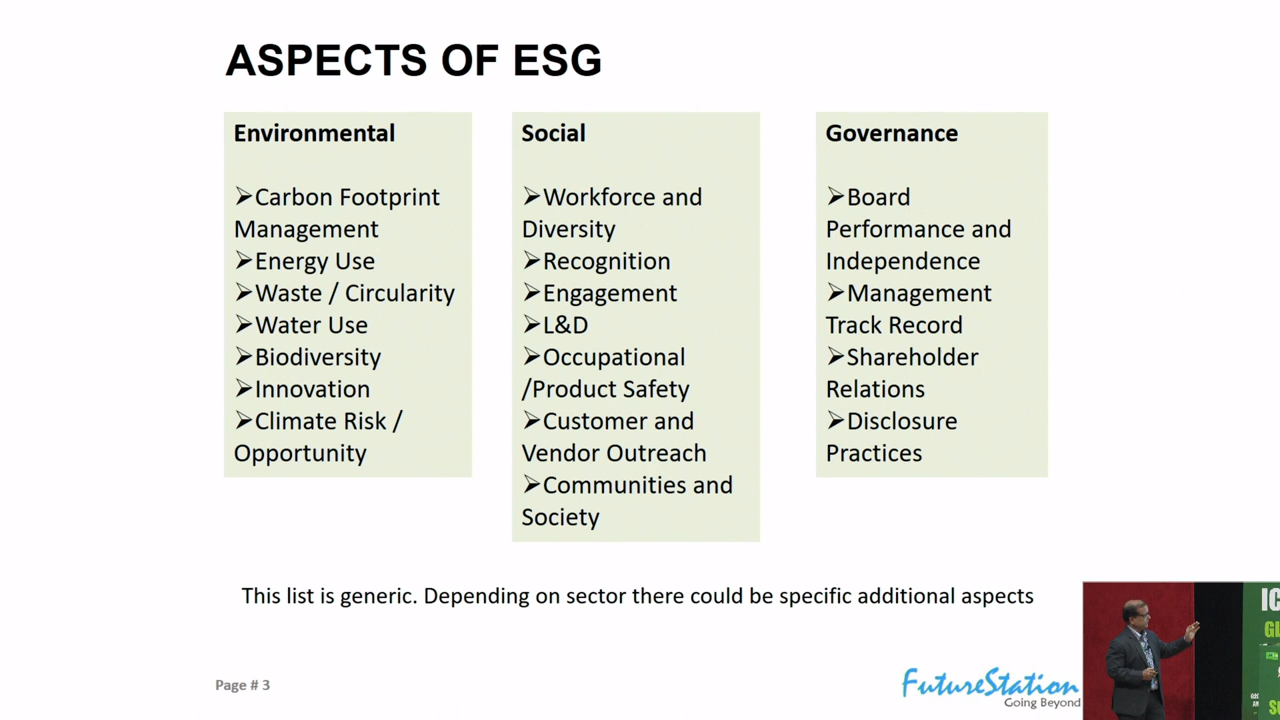 ASPECTS OF ESG
Environmental
➢Carbon Footprint
Management
➢Energy Use
➢Waste / Circularity
➢Water Use
➢Biodiversity
➢Innovation
➢Climate Risk /
Opportunity
Social
➢Workforce and
Diversity
➢Recognition
➢Engagement
➢L&D
➢Occupational
/Product Safety
➢Customer and
Vendor Outreach
➢Communities and
Society
Governance
➢Board
Performance and
Independence
➢Management
Track Record
➢Shareholder
Relations
➢Disclosure
Practices
This list is generic. Depending on sector there could be specific additional aspects
Page # 3
FutureStation
Going Beyond